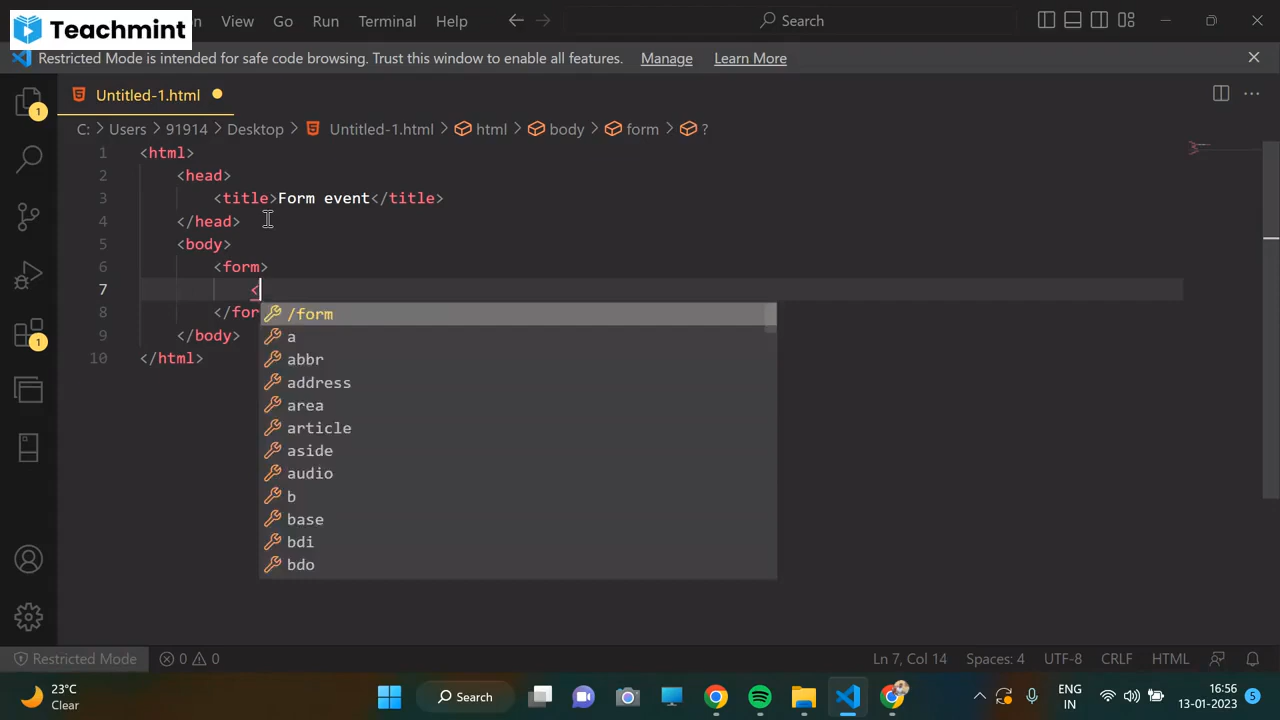 Teachmint
View Go Run Terminal Help Search
Restricted Mode is intended for safe code browsing. Trust this window to enable all features. Manage Learn More
1
Untitled-1.html
C: > Users > 91914 > Desktop > Untitled-1.html > html > body > form > ?
1 <html>
2 <head>
3 <title>Form event</title>
4 </head>
5 <body>
6 <form>
7 <
8 </for
9 </body>
10 </html>
/form
a
abbr
address
area
article
aside
audio
b
base
bdi
bdo
1
Restricted Mode 0 0 Ln 7, Col 14 Spaces: 4 UTF-8 CRLF HTML
23°C
Clear
Search
ENG
IN
16:56
13-01-2023
5